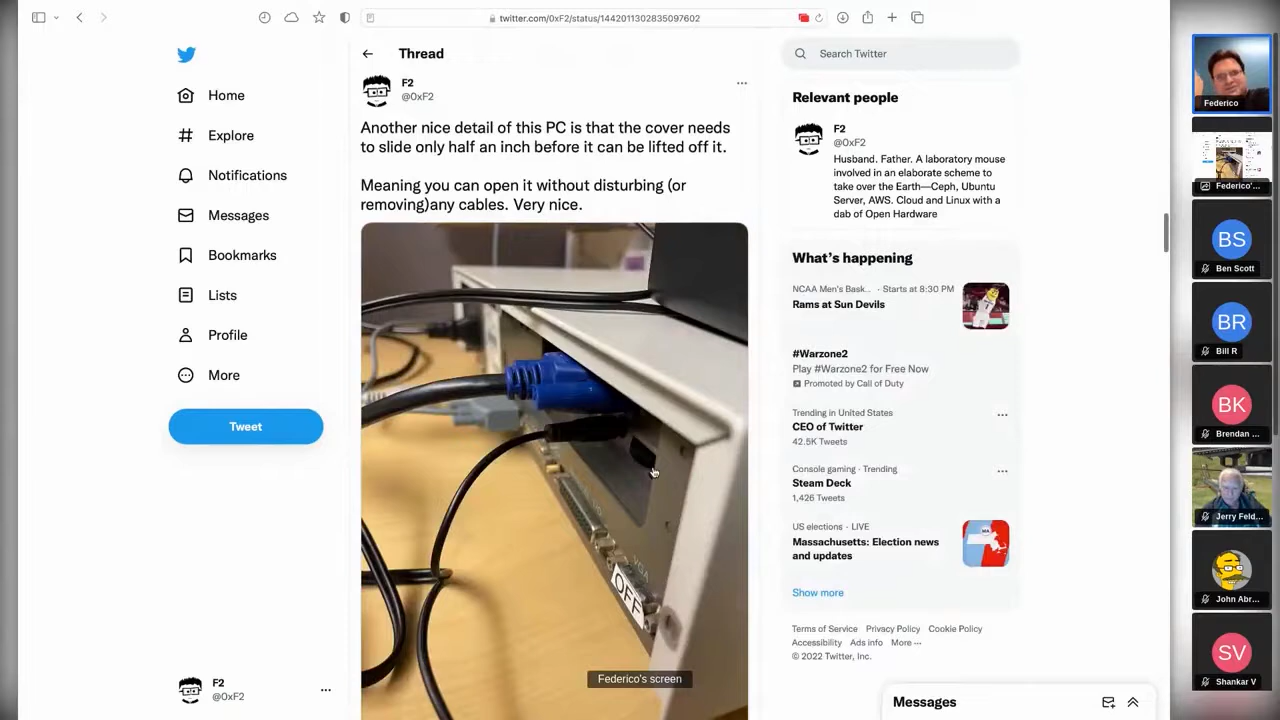 twitter.com/0xF2/status/1442011302835097602
Thread
Search Twitter
Home
Explore
Notifications
Messages
Bookmarks
Lists
Profile
More
Tweet
F2
@0xF2
F2
@0xF2
Another nice detail of this PC is that the cover needs
to slide only half an inch before it can be lifted off it.
Meaning you can open it without disturbing (or
removing)any cables. Very nice.
VGA
OFF
Federico's screen
Relevant people
F2
@0xF2
Husband. Father. A laboratory mouse
involved in an elaborate scheme to
take over the Earth—Ceph, Ubuntu
Server, AWS. Cloud and Linux with a
dab of Open Hardware
What's happening
NCAA Men's Bask... · Starts at 8:30 PM
Rams at Sun Devils
#Warzone2
Play #Warzone2 for Free Now
Promoted by Call of Duty
Trending in United States
CEO of Twitter
42.5K Tweets
Console gaming · Trending
Steam Deck
1,426 Tweets
US elections · LIVE
Massachusetts: Election news
and updates
Show more
Terms of Service Privacy Policy Cookie Policy
Accessibility Ads info More ···
© 2022 Twitter, Inc.
Messages
Federico
Federico'...
BS
Ben Scott
BR
Bill R
BK
Brendan ...
Jerry Feld...
John Abr...
SV
Shankar V